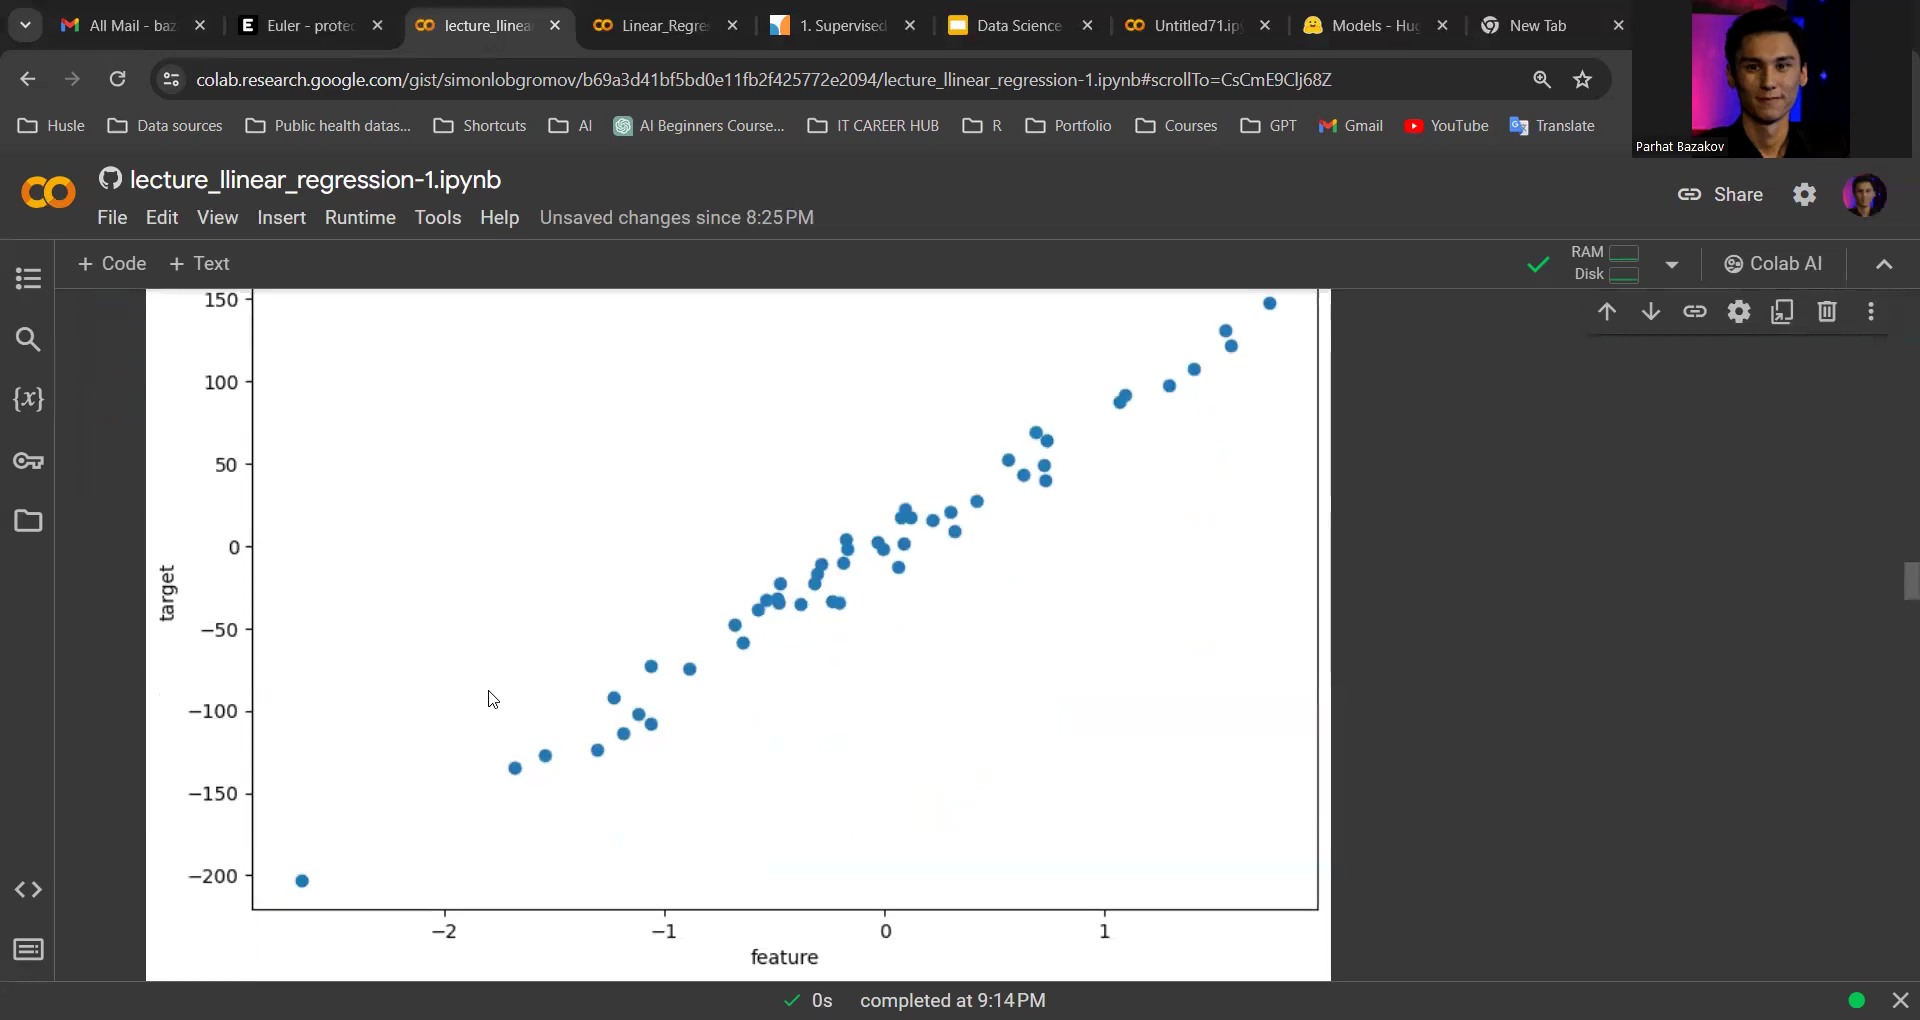 All Mail - baz
Euler - protec
lecture_llinea
Linear_Regre
1. Supervised
Data Science
Untitled71.ip
Models - Hug
New Tab
colab.research.google.com/gist/simonlobgromov/b69a3d41bf5bd0e11fb2f425772e2094/lecture_llinear_regression-1.ipynb#scrollTo=CsCmE9Clj68Z
Husle
Data sources
Public health datas...
Shortcuts
AI
AI Beginners Course...
IT CAREER HUB
R
Portfolio
Courses
GPT
Gmail
YouTube
Translate
Parhat Bazakov
lecture_llinear_regression-1.ipynb
Share
File Edit View Insert Runtime Tools Help Unsaved changes since 8:25 PM
+ Code + Text
RAM
Disk
Colab AI
{x}
150
100
50
0
−50
−100
−150
−200
target
−2 −1 0 1
feature
0s completed at 9:14 PM